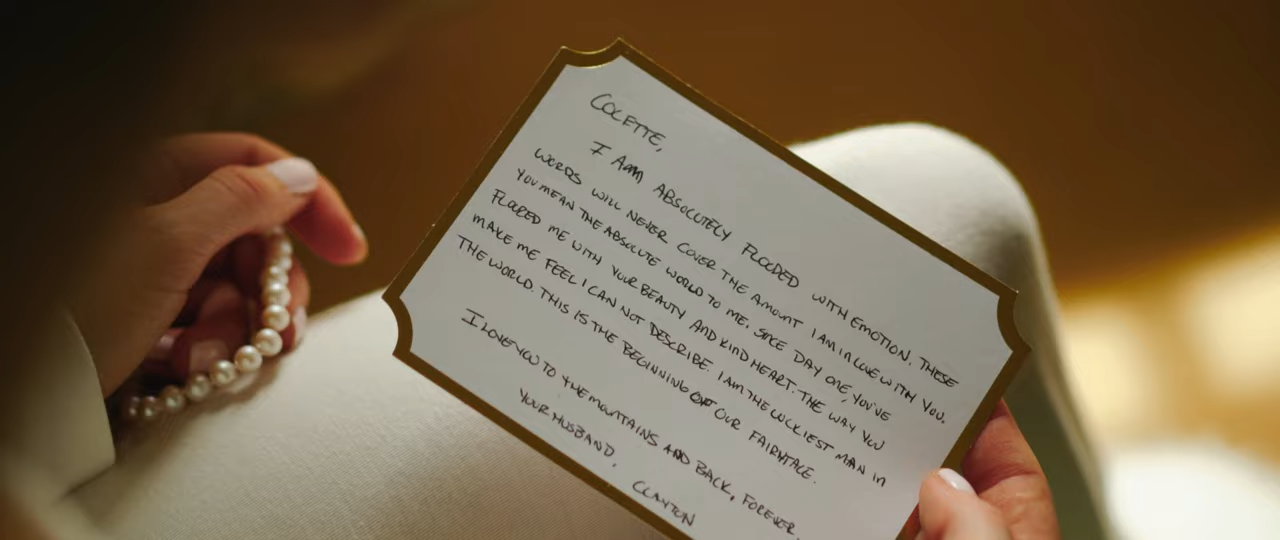 COLETTE,
I AM ABSOLUTELY FLOODED WITH EMOTION. THESE
WORDS WILL NEVER COVER THE AMOUNT I AM IN LOVE WITH YOU.
YOU MEAN THE ABSOLUTE WORLD TO ME. SINCE DAY ONE, YOU'VE
FLOORED ME WITH YOUR BEAUTY AND KIND HEART. THE WAY YOU
MAKE ME FEEL I CAN NOT DESCRIBE. I AM THE LUCKIEST MAN IN
THE WORLD. THIS IS THE BEGINNING OF OUR FAIRYTALE.
I LOVE YOU TO THE MOUNTAINS AND BACK, FOREVER.
YOUR HUSBAND,
CLAYTON